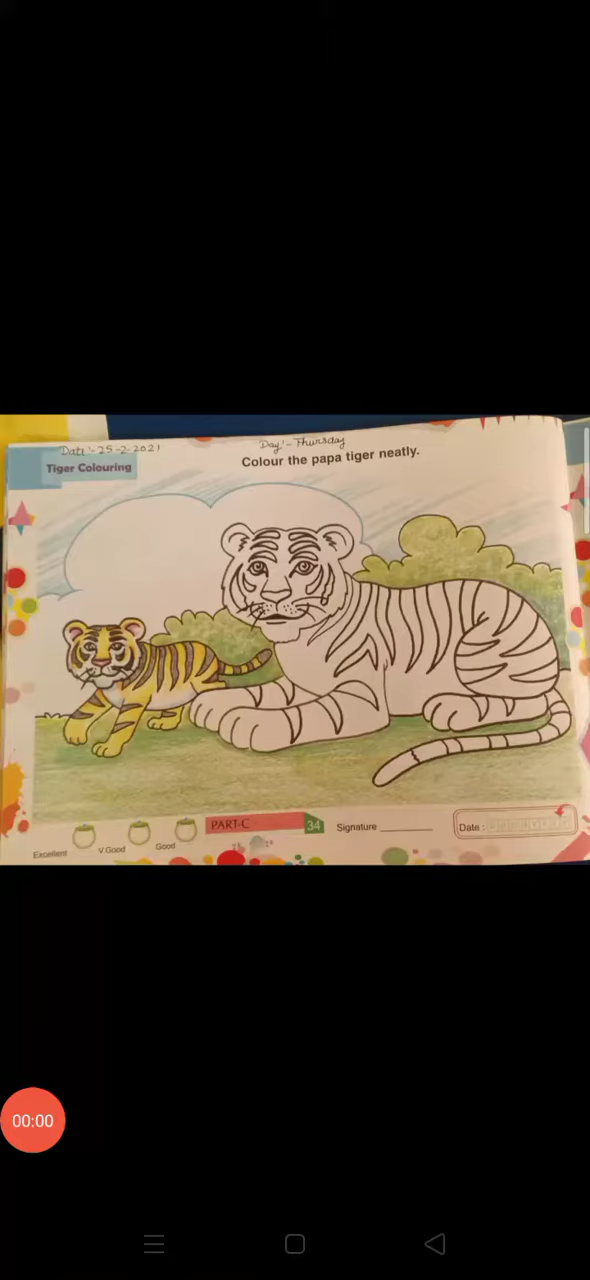 Date:- 25-2-2021
Day:- Thursday
Tiger Colouring
Colour the papa tiger neatly.
PART-C
34
Signature
Date :
Excellent
V.Good
Good
00:00